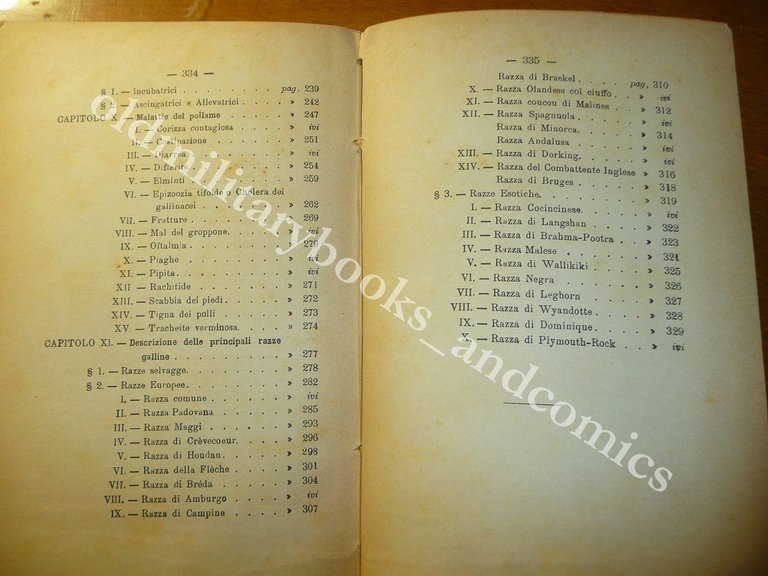 — 334 —
§ 1. — Incubatrici . . . . . . . . . pag. 239
§ 2. — Asciugatrici e Allevatrici . . . . . » 242
CAPITOLO X. — Malattie del pollame . . . . » 247
I. — Corizza contagiosa . . . . . » ivi
II. — Costipazione . . . . . . . » 251
III. — Diarrea . . . . . . . . » ivi
IV. — Difterite . . . . . . . . » 254
V. — Elminti . . . . . . . . » 259
VI. — Epizoozia tifoide o Cholera dei
gallinacei . . . . . . . » 262
VII. — Fratture . . . . . . . . » 269
VIII. — Mal del groppone . . . . . » ivi
IX. — Oftalmia . . . . . . . . » 270
X. — Piaghe . . . . . . . . » ivi
XI. — Pipita . . . . . . . . . » ivi
XII — Rachitide . . . . . . . » 271
XIII. — Scabbia dei piedi . . . . . » 272
XIV. — Tigna dei polli . . . . . . » 273
XV. — Tracheite verminosa . . . . . » 274
CAPITOLO XI. — Descrizione delle principali razze
galline . . . . . . . . . » 277
§ 1. — Razze selvagge . . . . . . . . » 278
§ 2. — Razze Europee . . . . . . . . » 282
I. — Razza comune . . . . . . » ivi
II. — Razza Padovana . . . . . . » 285
III. — Razza Maggi . . . . . . . » 293
IV. — Razza di Crèvecoeur . . . . . » 296
V. — Razza di Houdan . . . . . . » 298
VI. — Razza della Flèche . . . . . » 301
VII. — Razza di Bréda . . . . . . » 304
VIII. — Razza di Amburgo . . . . . » ivi
IX. — Razza di Campine . . . . . » 307
— 335 —
Razza di Braekel . . . . pag. 310
X. — Razza Olandese col ciuffo . . » ivi
XI. — Razza coucou di Malines . . . » 312
XII. — Razza Spagnuola . . . . . » ivi
Razza di Minorca . . . . . » 314
Razza Andalusa . . . . . » ivi
XIII. — Razza di Dorking . . . . . » ivi
XIV. — Razza del Combattente Inglese » 316
Razza di Bruges . . . . . » 318
§ 3. — Razze Esotiche . . . . . . . . » 319
I. — Razza Cocincinese . . . . . » ivi
II. — Razza di Langshan . . . . . » 322
III. — Razza di Brahma-Pootra . . . » 323
IV. — Razza Malese . . . . . . » 324
V. — Razza di Wallikiki . . . . . » 325
VI. — Razza Negra . . . . . . . » 326
VII. — Razza di Leghorn . . . . . » 327
VIII. — Razza di Wyandotte . . . . » 328
IX. — Razza di Dominique . . . . . » 329
X. — Razza di Plymouth-Rock . . . » ivi
oldmilitarybooks_andcomics